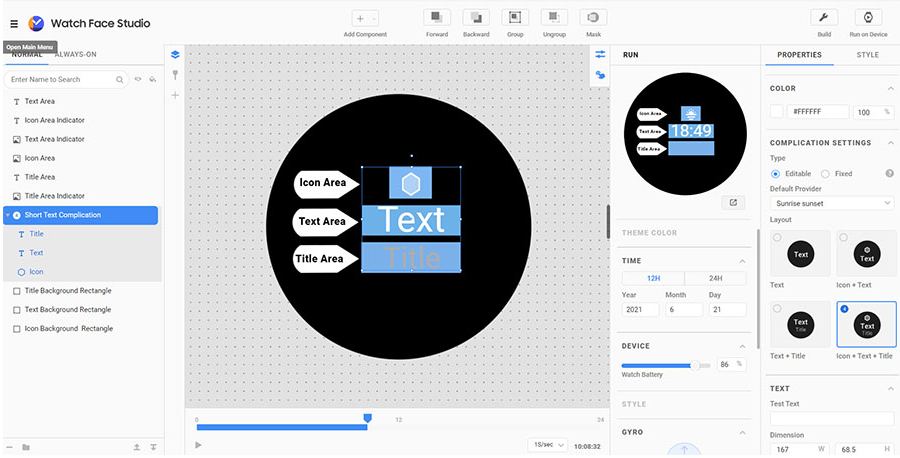 Watch Face Studio
Add Component
Forward
Backward
Group
Ungroup
Mask
Build
Run on Device
Open Main Menu
NORMAL
ALWAYS-ON
Enter Name to Search
Text Area
Icon Area Indicator
Text Area Indicator
Icon Area
Title Area
Title Area Indicator
Short Text Complication
Title
Text
Icon
Title Background Rectangle
Text Background Rectangle
Icon Background Rectangle
Icon Area
Text Area
Title Area
Text
Title
0
12
24
1S/sec
10:08:32
RUN
Icon Area
Text Area
Title Area
18:49
THEME COLOR
TIME
12H
24H
Year
Month
Day
2021
6
21
DEVICE
86 %
Watch Battery
STYLE
GYRO
PROPERTIES
STYLE
COLOR
#FFFFFF
100 %
COMPLICATION SETTINGS
Type
Editable
Fixed
?
Default Provider
Sunrise sunset
Layout
Text
Text
Text
Icon + Text
Text
Title
Text + Title
Text
Title
Icon + Text + Title
TEXT
Test Text
Dimension
167 W
68.5 H